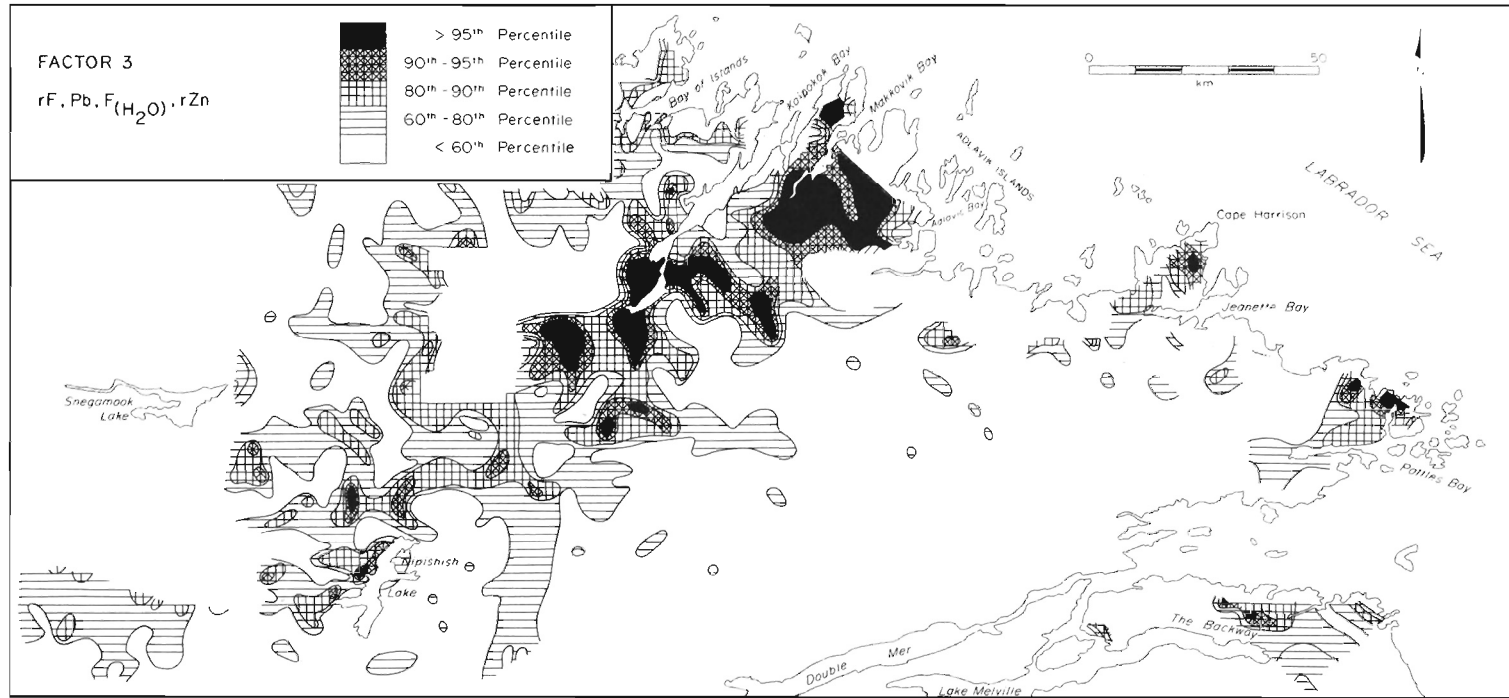 FACTOR 3
rF, Pb, F(H2O), rZn
> 95th Percentile
90th - 95th Percentile
80th - 90th Percentile
60th - 80th Percentile
< 60th Percentile
0 50
km
Bay of Islands
Kaipokok Bay
Makkovik Bay
ADLAVIK ISLANDS
Adlavik Bay
LABRADOR
SEA
Cape Harrison
Jeanette Bay
Snegamook
Lake
Pottles Bay
Nipishish
Lake
The Backway
Double Mer
Lake Melville